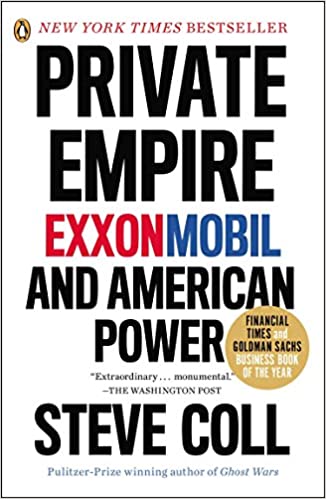 NEW YORK TIMES BESTSELLER
PRIVATE
EMPIRE
EXXONMOBIL
AND AMERICAN
POWER
FINANCIAL
TIMES and
GOLDMAN SACHS
BUSINESS BOOK
OF THE YEAR
"Extraordinary . . . monumental."
—THE WASHINGTON POST
STEVE COLL
Pulitzer-Prize winning author of Ghost Wars